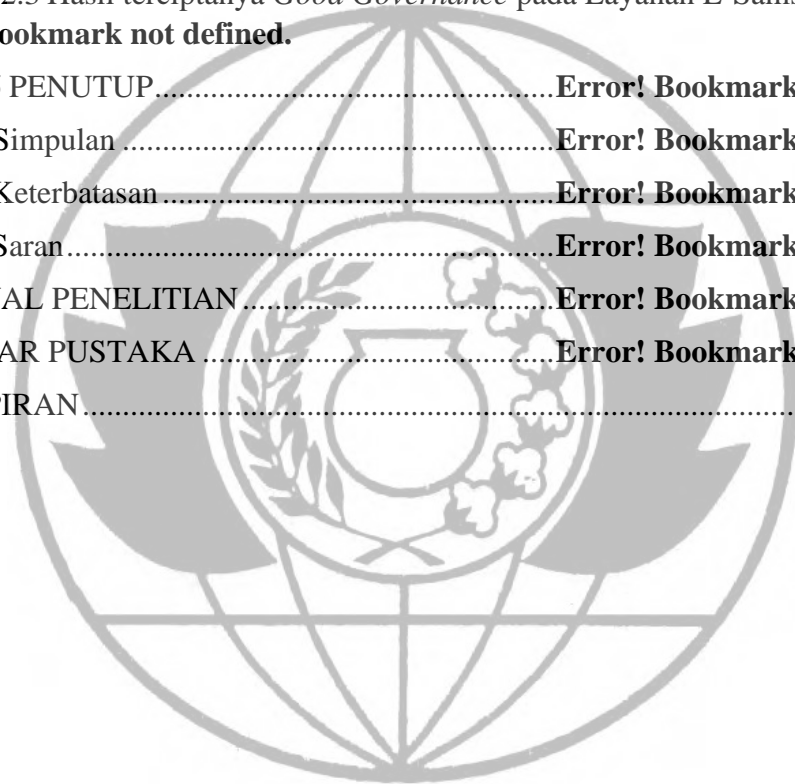 2.3 Hasil terciptanya Good Governance pada Layanan E-Sams
ookmark not defined.
PENUTUP..................................................Error! Bookmark
Simpulan ......................................................Error! Bookmark
Keterbatasan .................................................Error! Bookmark
Saran.............................................................Error! Bookmark
AL PENELITIAN .......................................Error! Bookmark
AR PUSTAKA ............................................Error! Bookmark
PIRAN..........................................................................................